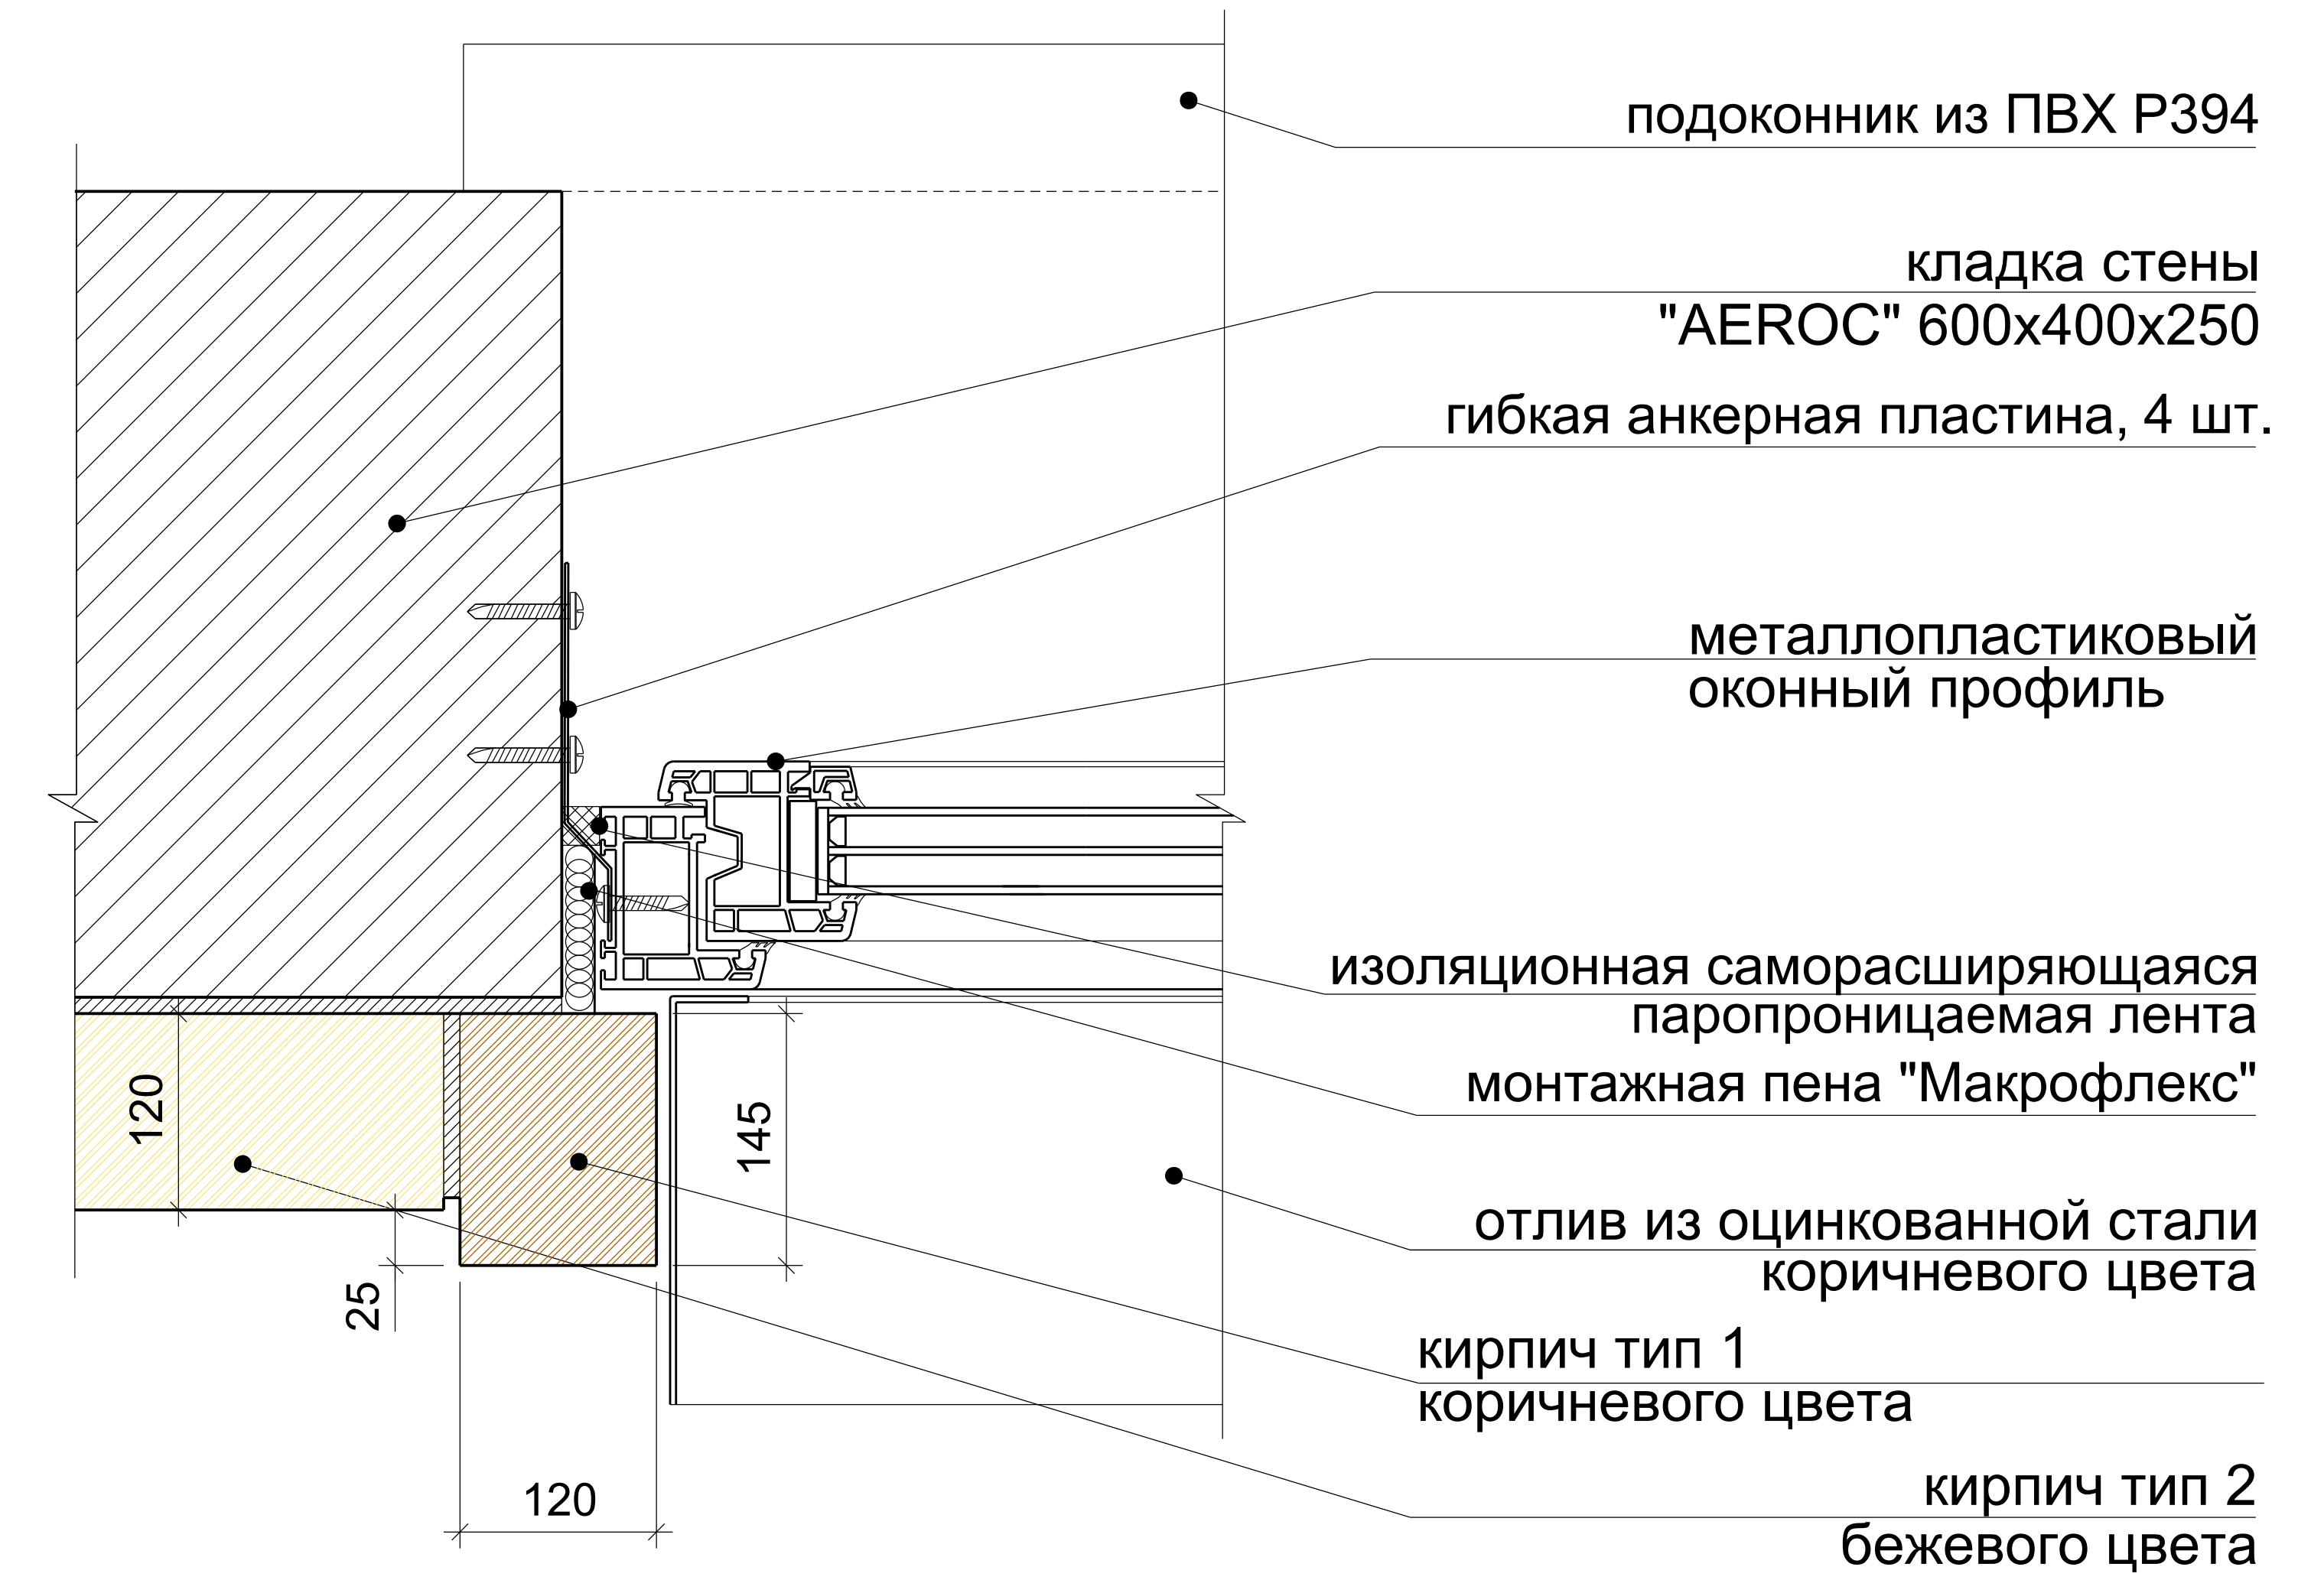 подоконник из ПВХ Р394
кладка стены
"AEROC" 600x400x250
гибкая анкерная пластина, 4 шт.
металлопластиковый
оконный профиль
изоляционная саморасширяющаяся
паропроницаемая лента
монтажная пена "Макрофлекс"
отлив из оцинкованной стали
коричневого цвета
кирпич тип 1
коричневого цвета
кирпич тип 2
бежевого цвета
120
145
25
120